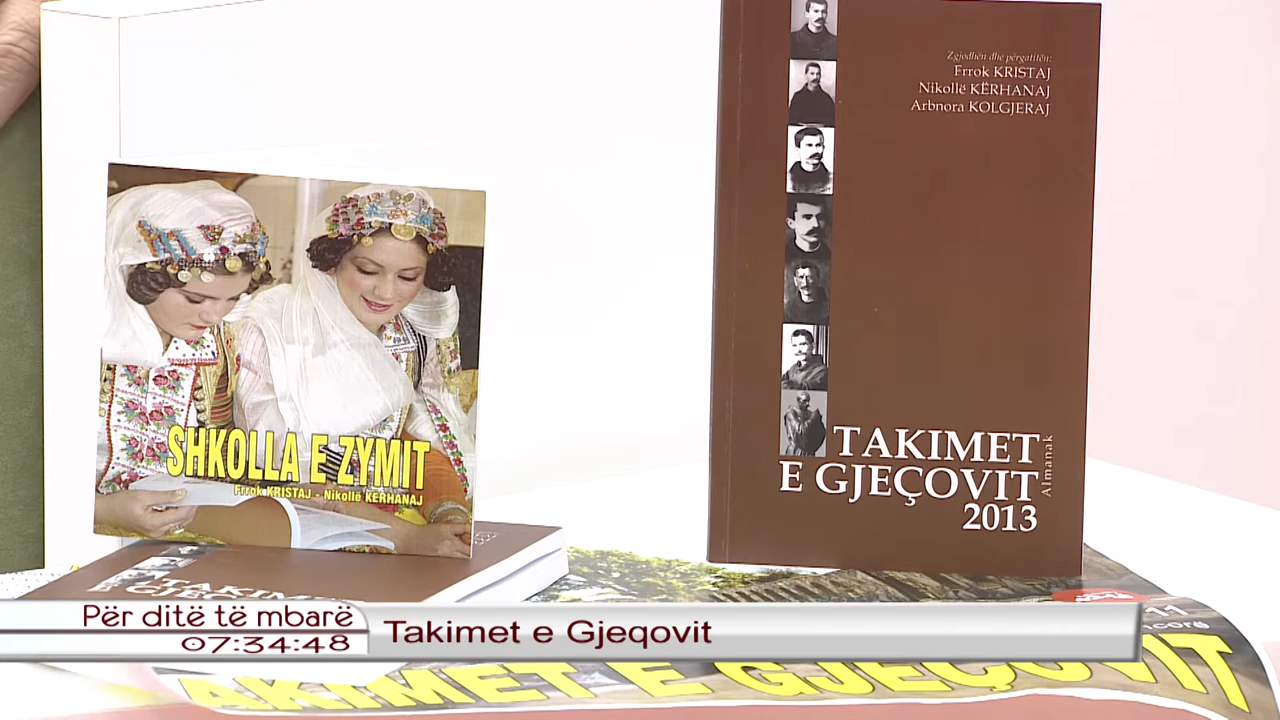 Zgjodhën dhe përgatitën:
Frrok KRISTAJ
Nikollë KËRHANAJ
Arbnora KOLGJERAJ
TAKIMET
E GJEÇOVIT
2013
Almanak
SHKOLLA E ZYMIT
Frrok KRISTAJ - Nikollë KËRHANAJ
Për ditë të mbarë
07:34:48
Takimet e Gjeqovit
11
TAKIMET E GJEÇOVIT